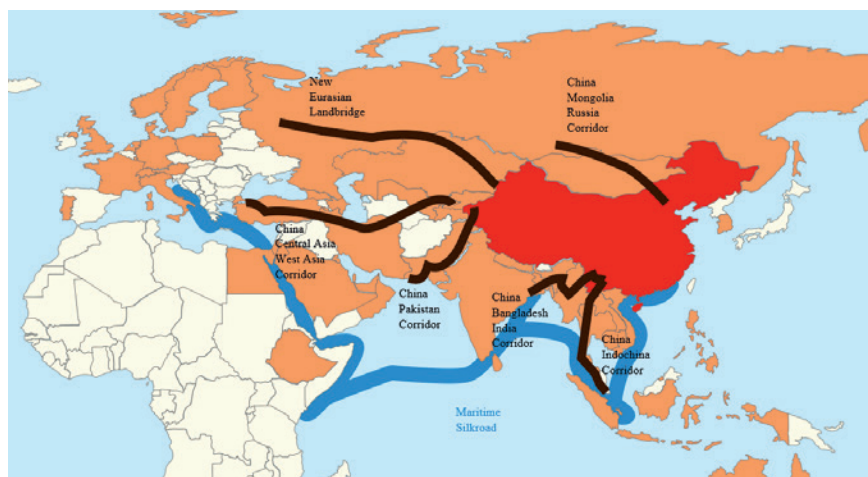 New
Eurasian
Landbridge
China
Mongolia
Russia
Corridor
China
Central Asia
West Asia
Corridor
China
Pakistan
Corridor
China
Bangladesh
India
Corridor
China
Indochina
Corridor
Maritime
Silkroad